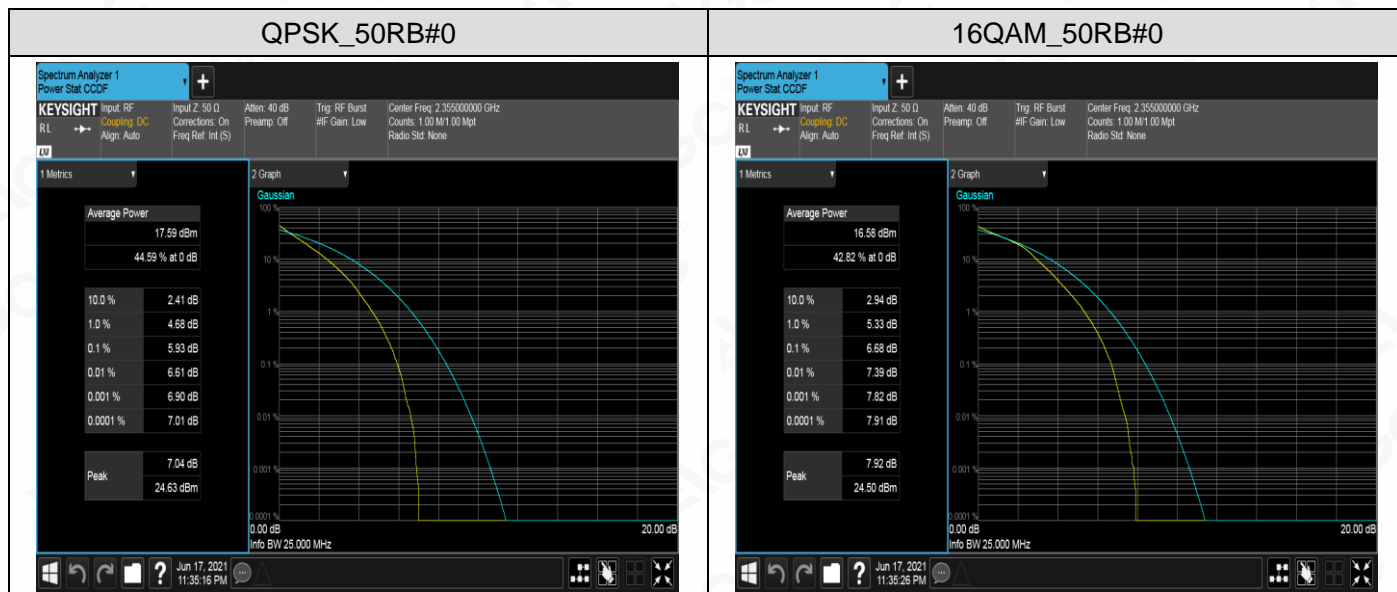 QPSK_50RB#0
Spectrum Analyzer 1
Power Stat CCDF
+
KEYSIGHT
RL
LXI
Input: RF
Coupling: DC
Align: Auto
Input Z: 50 Ω
Corrections: On
Freq Ref: Int (S)
Atten: 40 dB
Preamp: Off
Trig: RF Burst
#IF Gain: Low
Center Freq: 2.355000000 GHz
Counts: 1.00 M/1.00 Mpt
Radio Std: None
1 Metrics
Average Power
17.59 dBm
44.59 % at 0 dB
10.0 % 2.41 dB
1.0 % 4.68 dB
0.1 % 5.93 dB
0.01 % 6.61 dB
0.001 % 6.90 dB
0.0001 % 7.01 dB
Peak
7.04 dB
24.63 dBm
2 Graph
Gaussian
100 %
10 %
1 %
0.1 %
0.01 %
0.001 %
0.0001 %
0.00 dB
20.00 dB
Info BW 25.000 MHz
?
Jun 17, 2021
11:35:16 PM
16QAM_50RB#0
Spectrum Analyzer 1
Power Stat CCDF
+
KEYSIGHT
RL
LXI
Input: RF
Coupling: DC
Align: Auto
Input Z: 50 Ω
Corrections: On
Freq Ref: Int (S)
Atten: 40 dB
Preamp: Off
Trig: RF Burst
#IF Gain: Low
Center Freq: 2.355000000 GHz
Counts: 1.00 M/1.00 Mpt
Radio Std: None
1 Metrics
Average Power
16.58 dBm
42.82 % at 0 dB
10.0 % 2.94 dB
1.0 % 5.33 dB
0.1 % 6.68 dB
0.01 % 7.39 dB
0.001 % 7.82 dB
0.0001 % 7.91 dB
Peak
7.92 dB
24.50 dBm
2 Graph
Gaussian
100 %
10 %
1 %
0.1 %
0.01 %
0.001 %
0.0001 %
0.00 dB
20.00 dB
Info BW 25.000 MHz
?
Jun 17, 2021
11:35:26 PM